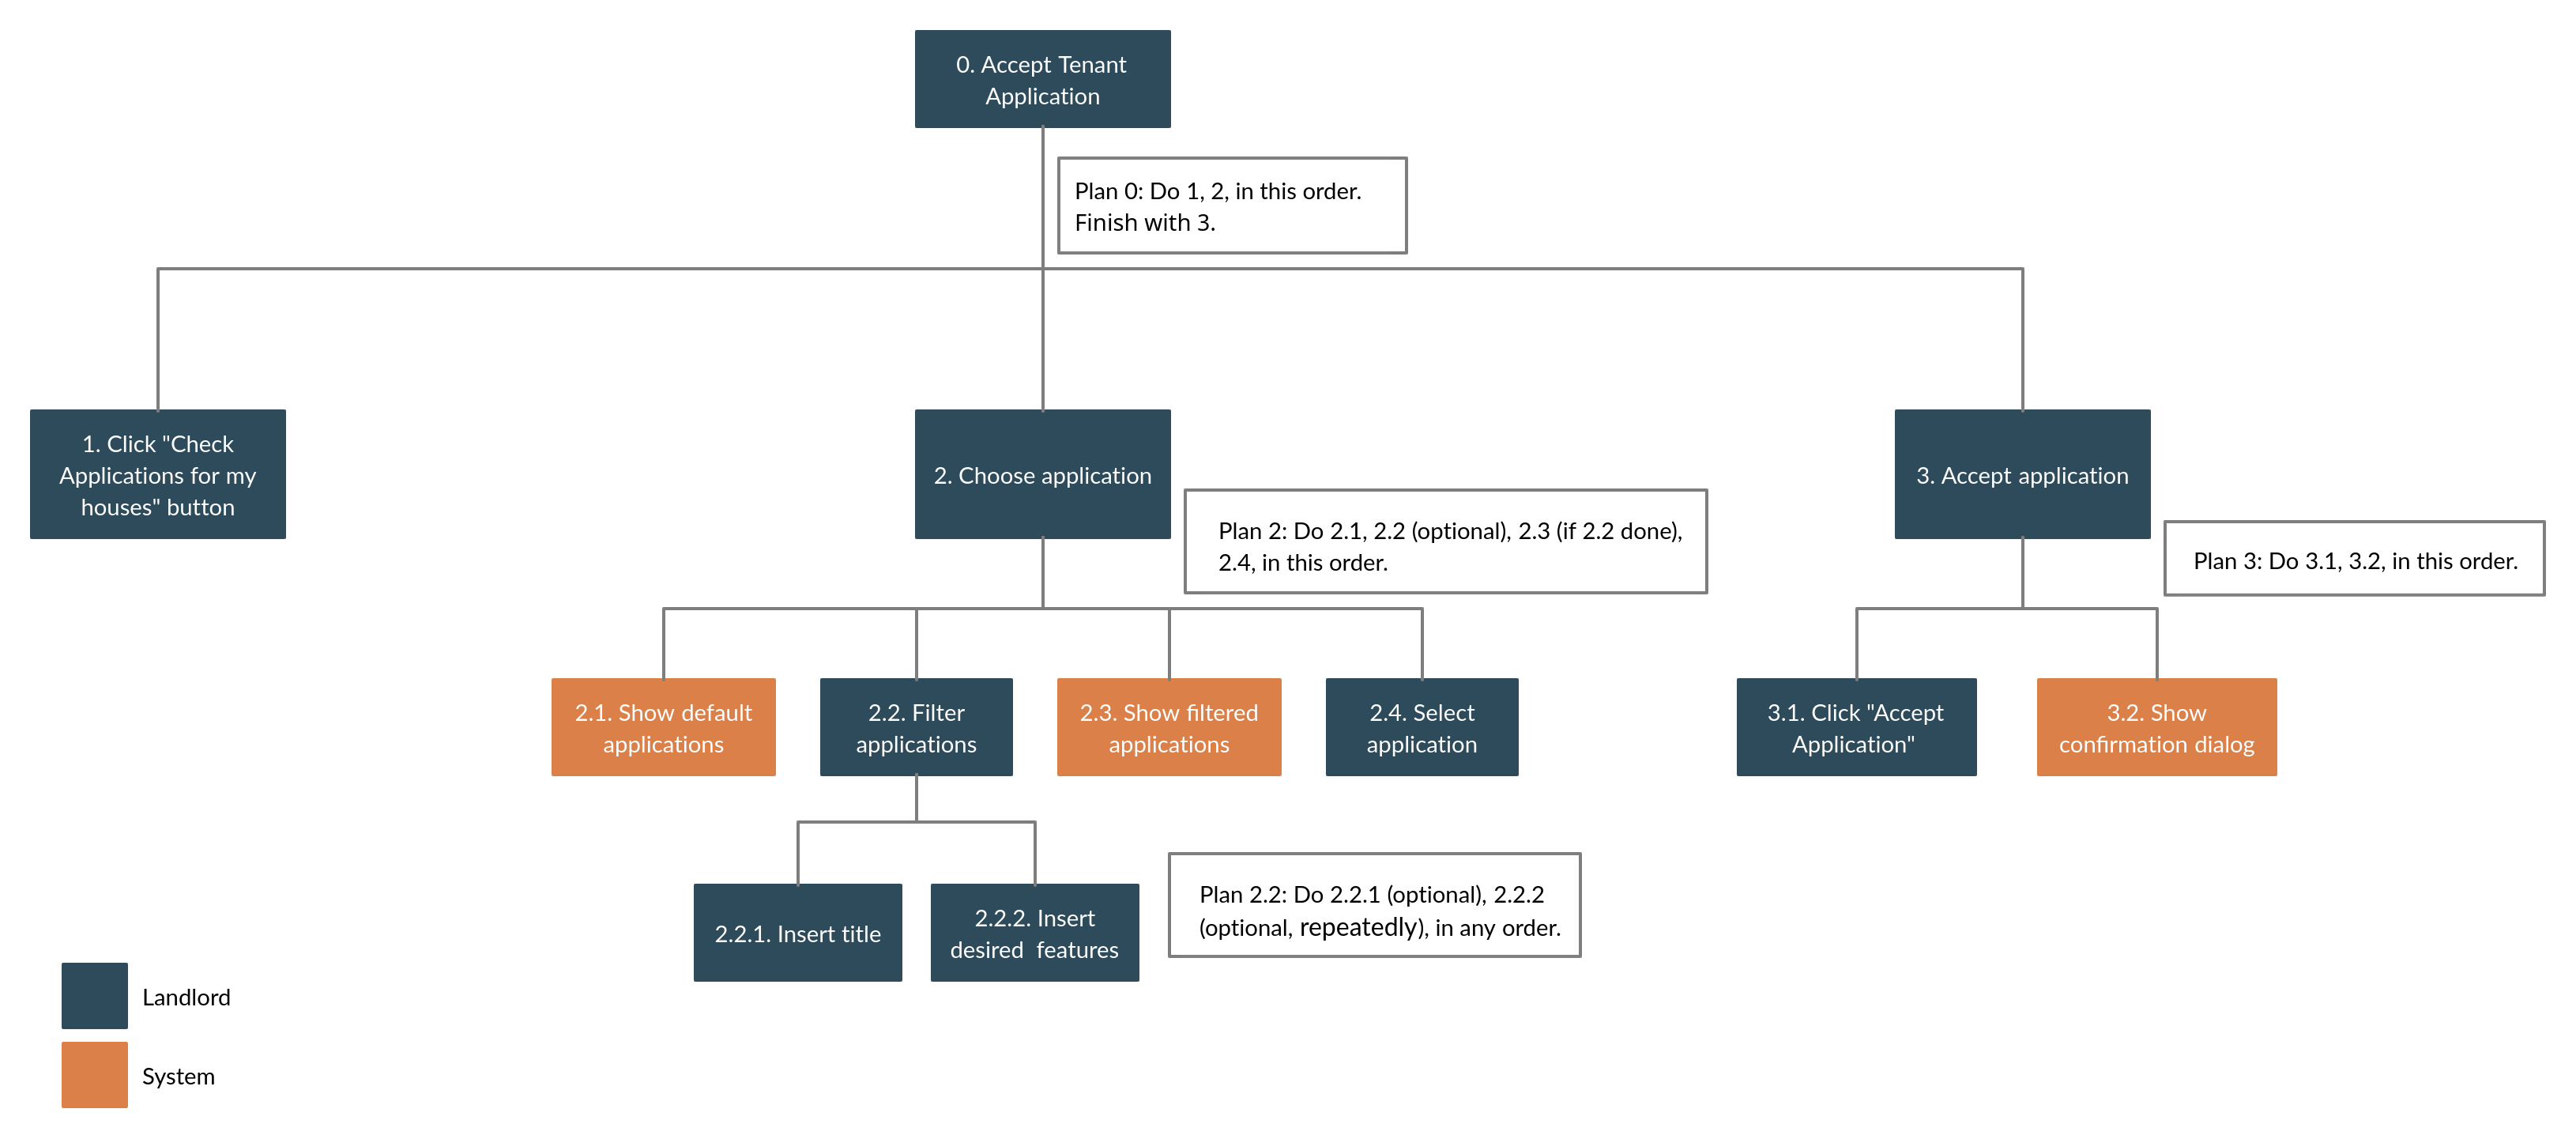 0. Accept Tenant
Application
Plan 0: Do 1, 2, in this order.
Finish with 3.
1. Click "Check
Applications for my
houses" button
2. Choose application
3. Accept application
Plan 2: Do 2.1, 2.2 (optional), 2.3 (if 2.2 done),
2.4, in this order.
Plan 3: Do 3.1, 3.2, in this order.
2.1. Show default
applications
2.2. Filter
applications
2.3. Show filtered
applications
2.4. Select
application
3.1. Click "Accept
Application"
3.2. Show
confirmation dialog
2.2.1. Insert title
2.2.2. Insert
desired  features
Plan 2.2: Do 2.2.1 (optional), 2.2.2
(optional, repeatedly), in any order.
Landlord
System